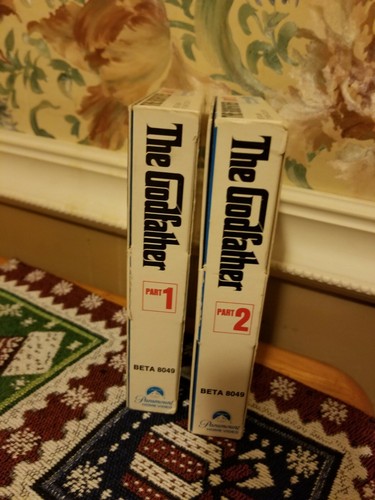 The Godfather
PART 1
BETA 8049
Paramount
The Godfather
PART 2
BETA 8049
Paramount